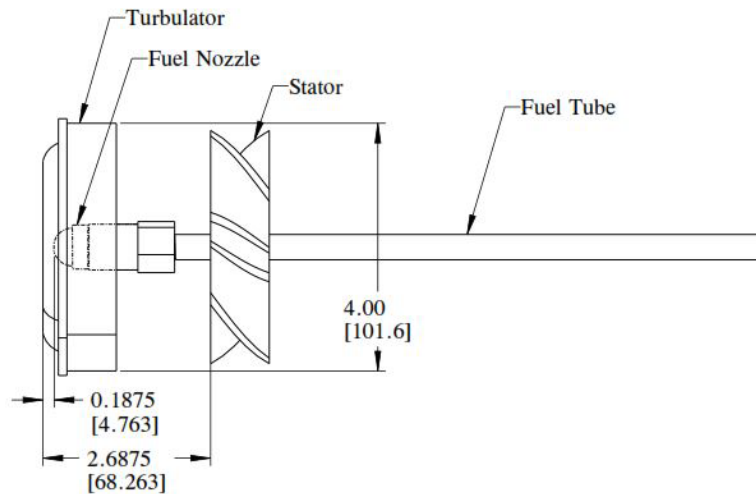 Turbulator
Fuel Nozzle
Stator
Fuel Tube
4.00
[101.6]
0.1875
[4.763]
2.6875
[68.263]